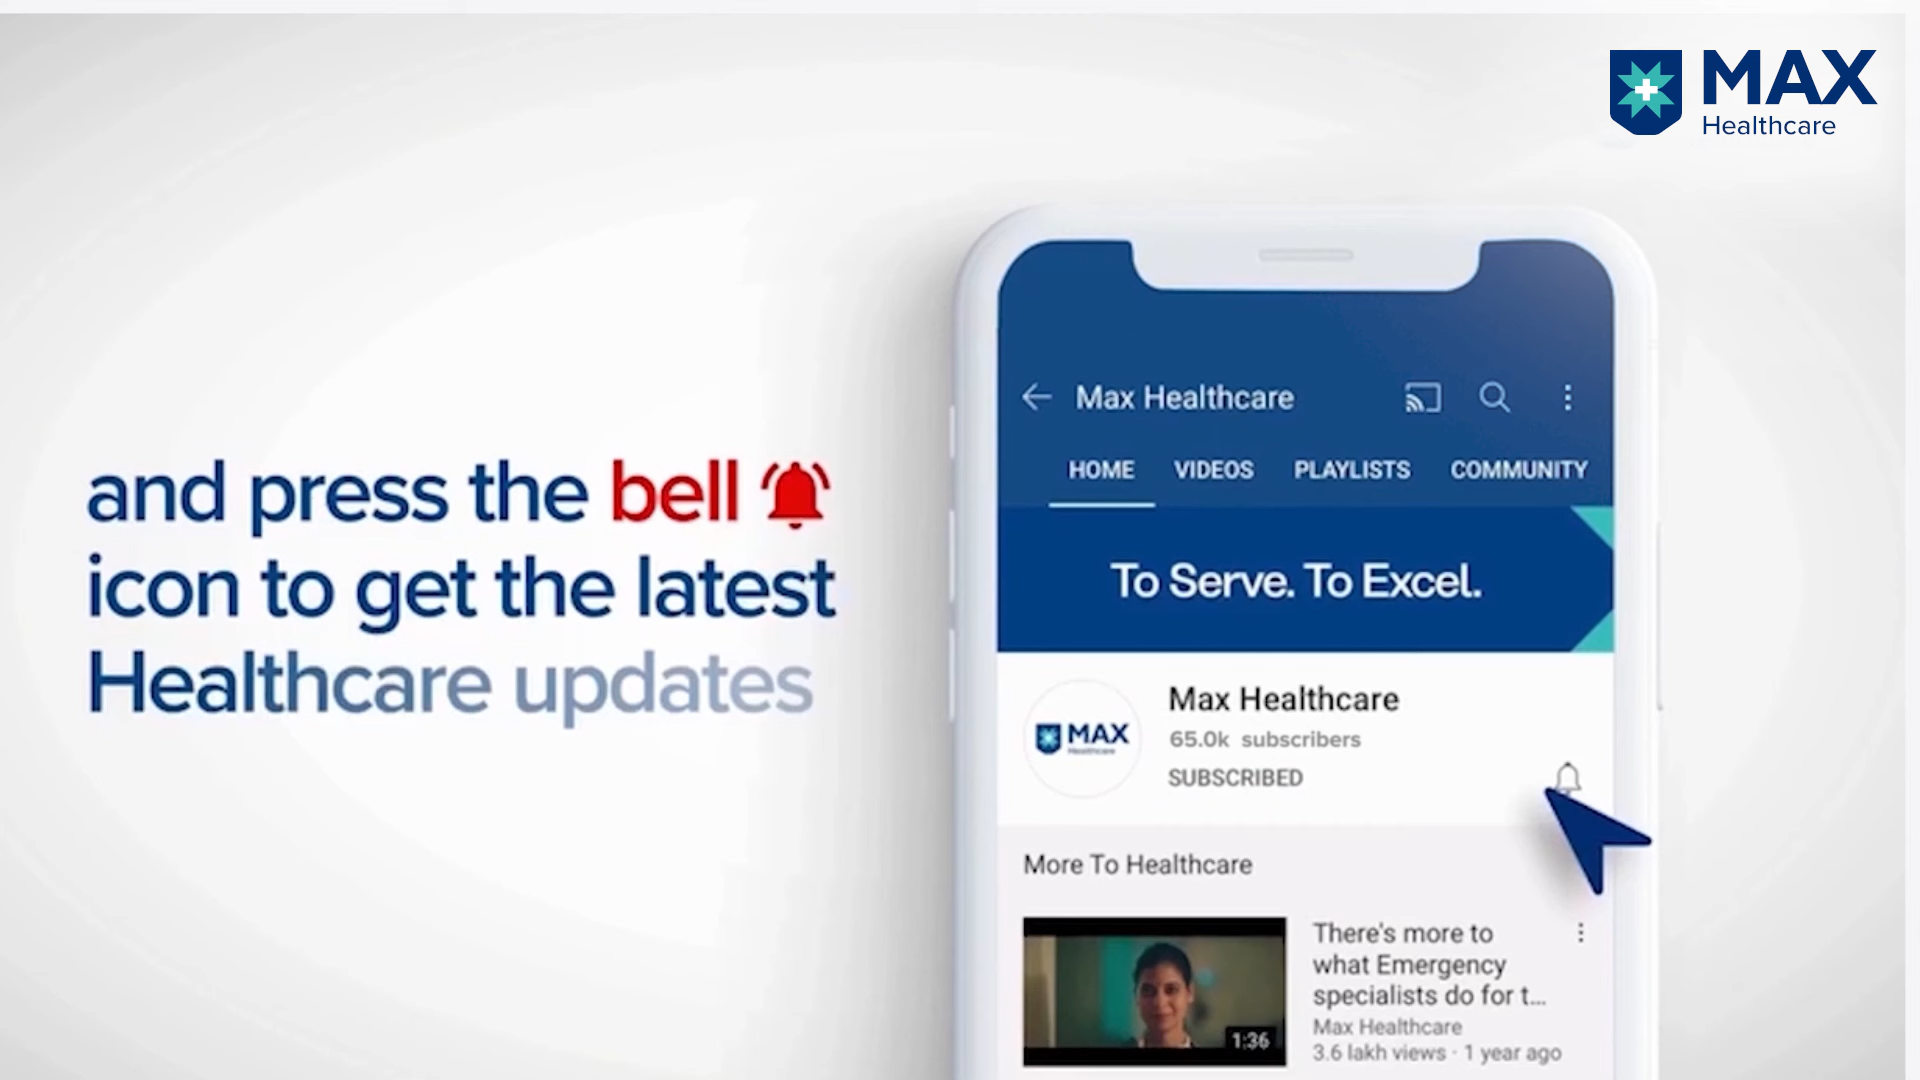 MAX
Healthcare
and press the bell
icon to get the latest
Healthcare updates
Max Healthcare
HOME VIDEOS PLAYLISTS COMMUNITY
To Serve. To Excel.
MAX
Healthcare
Max Healthcare
65.0k subscribers
SUBSCRIBED
More To Healthcare
1:36
There's more to
what Emergency
specialists do for t...
Max Healthcare
3.6 lakh views · 1 year ago